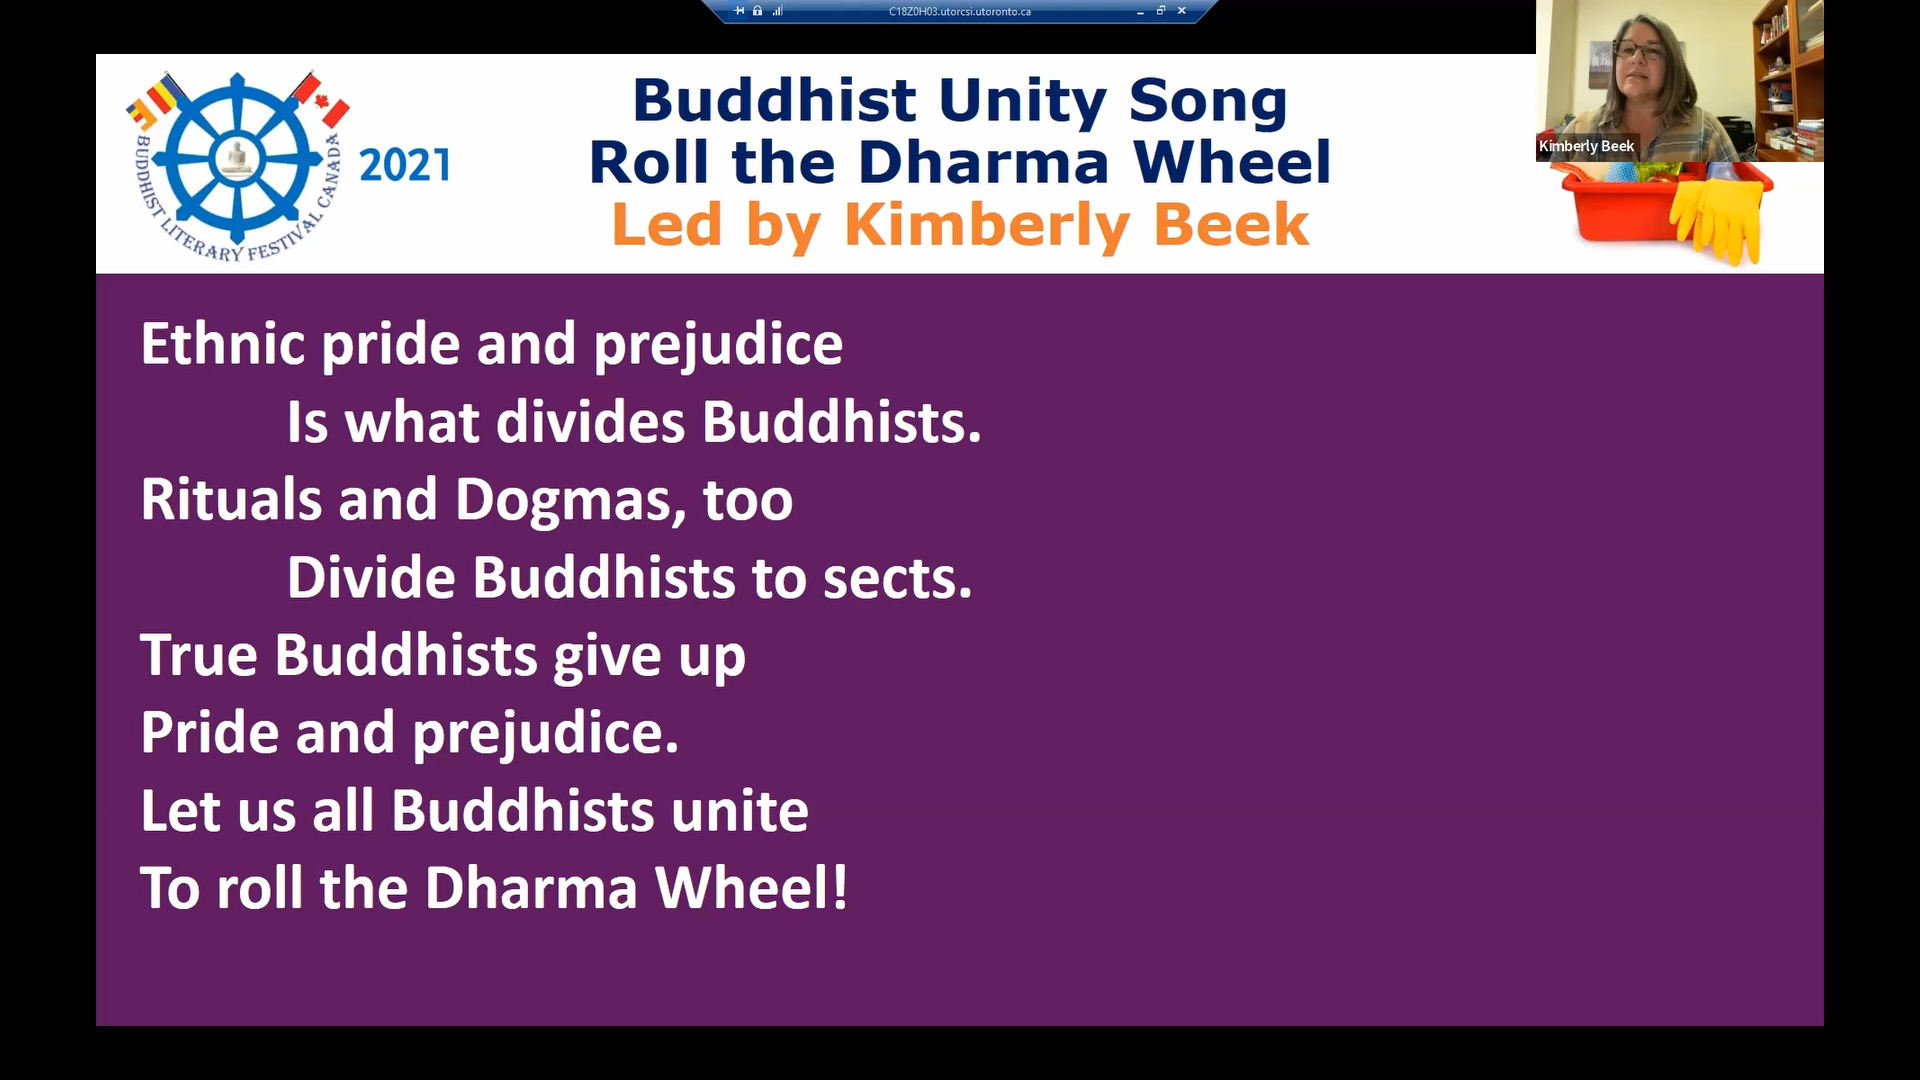 C18Z0H03.utorcsi.utoronto.ca
BUDDHIST LITERARY FESTIVAL CANADA
2021
Buddhist Unity Song
Roll the Dharma Wheel
Led by Kimberly Beek
Kimberly Beek
Ethnic pride and prejudice
Is what divides Buddhists.
Rituals and Dogmas, too
Divide Buddhists to sects.
True Buddhists give up
Pride and prejudice.
Let us all Buddhists unite
To roll the Dharma Wheel!